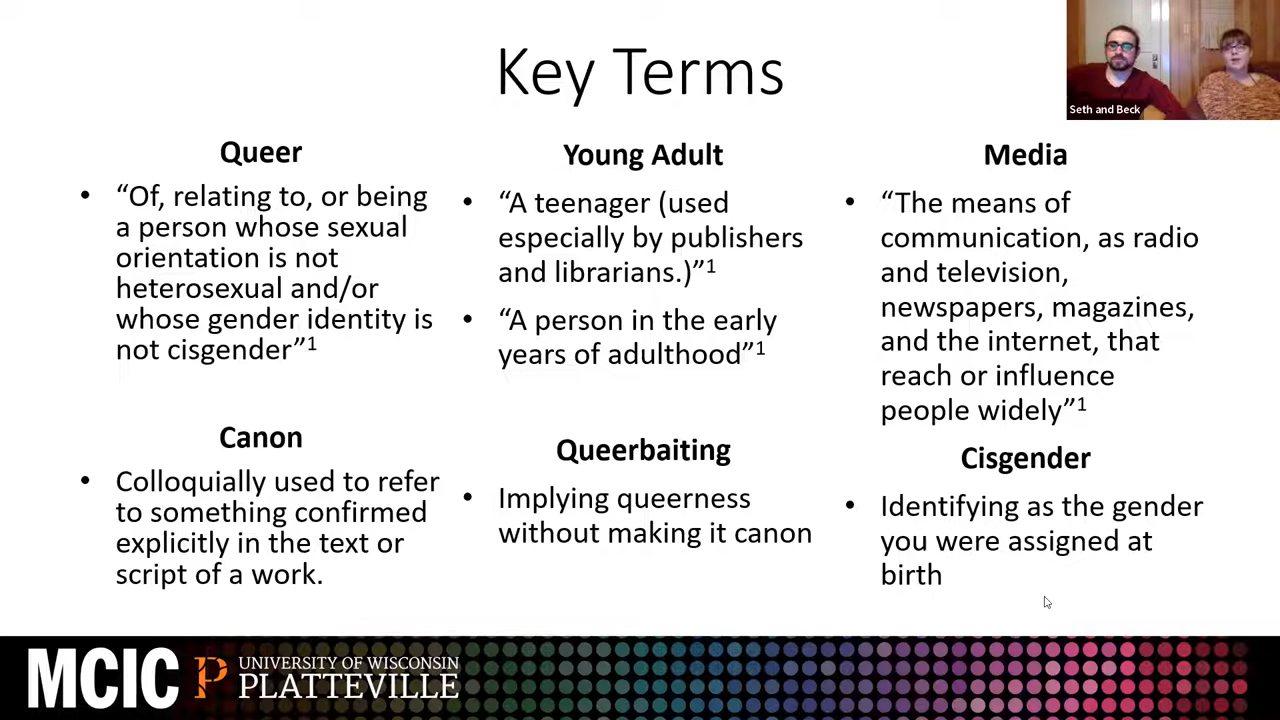 Key Terms
Seth and Beck
Queer
• “Of, relating to, or being
a person whose sexual
orientation is not
heterosexual and/or
whose gender identity is
not cisgender”1
Young Adult
• “A teenager (used
especially by publishers
and librarians.)”1
• “A person in the early
years of adulthood”1
Media
• “The means of
communication, as radio
and television,
newspapers, magazines,
and the internet, that
reach or influence
people widely”1
Canon
• Colloquially used to refer
to something confirmed
explicitly in the text or
script of a work.
Queerbaiting
• Implying queerness
without making it canon
Cisgender
• Identifying as the gender
you were assigned at
birth
MCIC
P
UNIVERSITY OF WISCONSIN
PLATTEVILLE